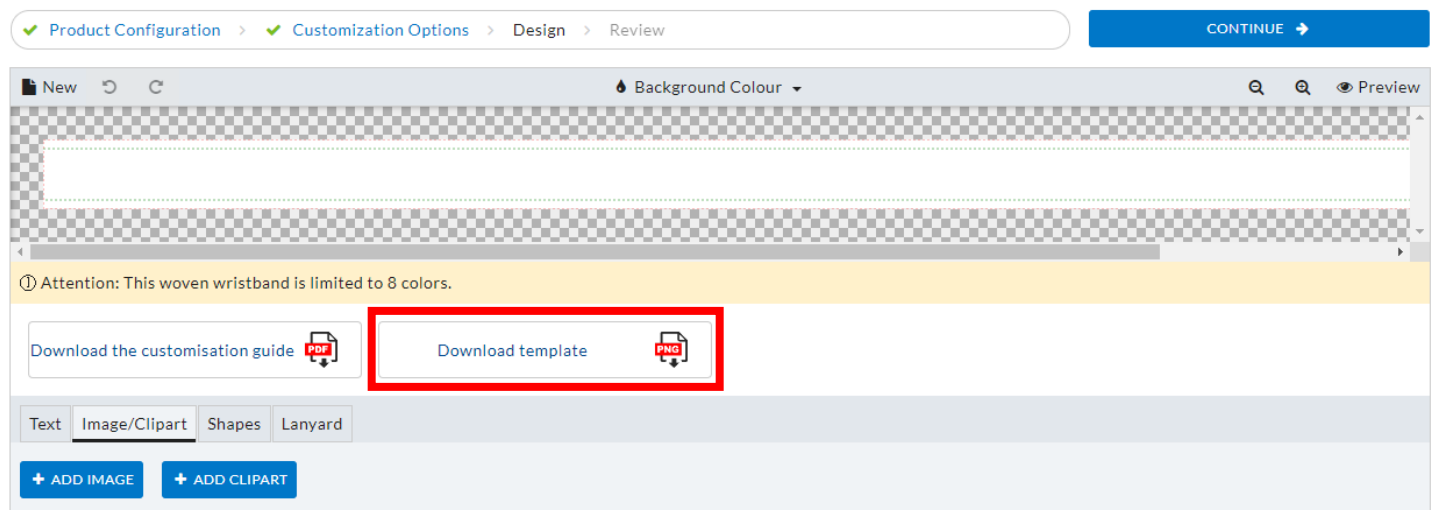 Product Configuration > Customization Options > Design > Review
CONTINUE
New
Background Colour
Preview
Attention: This woven wristband is limited to 8 colors.
Download the customisation guide PDF
Download template PNG
Text Image/Clipart Shapes Lanyard
+ ADD IMAGE + ADD CLIPART